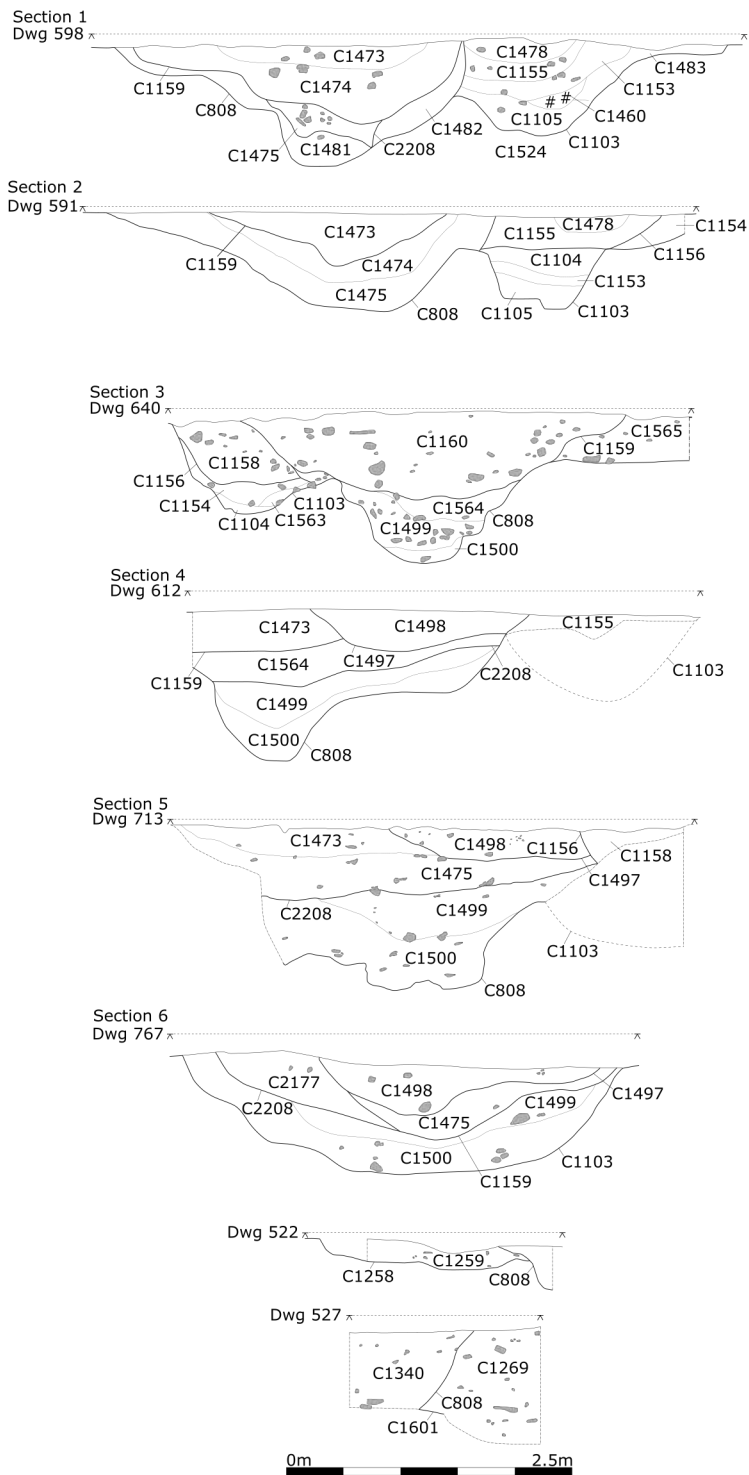 Section 1
Dwg 598
C1473
C1478
C1159
C1155
C1483
C1474
C1153
C808
# #
C1460
C1105
C1482
C1103
C1475
C1481
C2208
C1524
Section 2
Dwg 591
C1473
C1155
C1478
C1154
C1159
C1156
C1474
C1104
C1475
C1153
C808
C1105
C1103
Section 3
Dwg 640
C1160
C1565
C1158
C1159
C1156
C1154
C1103
C1564
C1104
C1563
C808
C1499
C1500
Section 4
Dwg 612
C1473
C1498
C1155
C1564
C1497
C1159
C2208
C1103
C1499
C1500
C808
Section 5
Dwg 713
C1473
C1498
C1156
C1158
C1475
C1497
C2208
C1499
C1500
C1103
C808
Section 6
Dwg 767
C2177
C1498
C1497
C2208
C1475
C1499
C1500
C1103
C1159
Dwg 522
C1259
C1258
C808
Dwg 527
C1340
C1269
C808
C1601
0m 2.5m